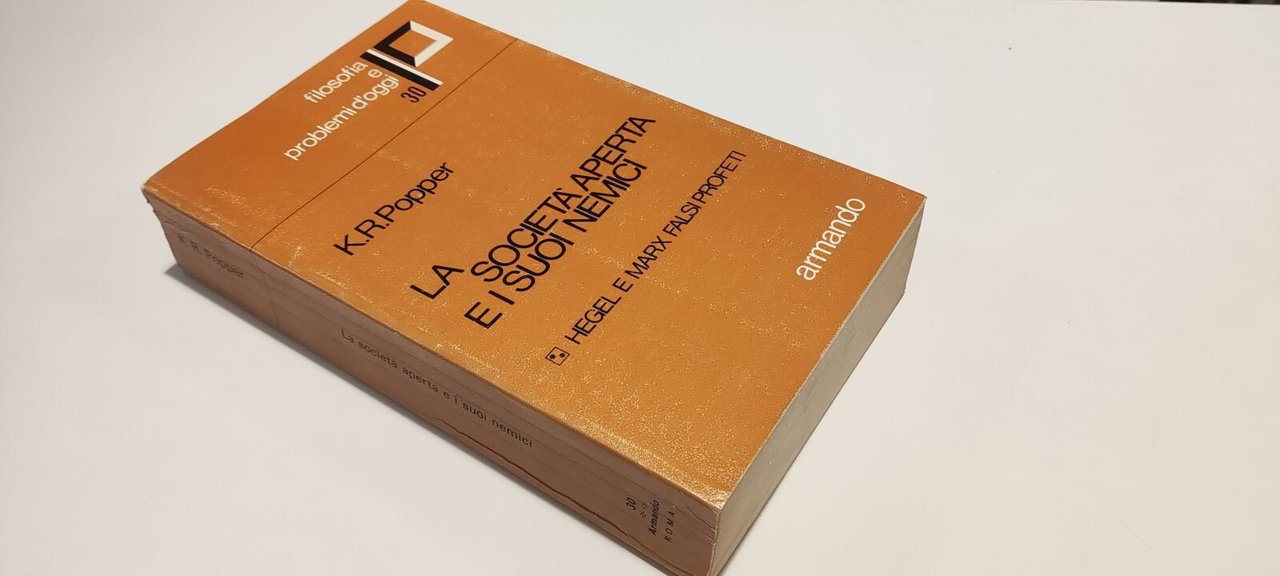 filosofia
e
problemi d'oggi
30
K.R.Popper
LA SOCIETÀ APERTA
E I SUOI NEMICI
HEGEL E MARX FALSI PROFETI
armando
K. R. Popper
La società aperta e i suoi nemici
30
Armando
ROMA